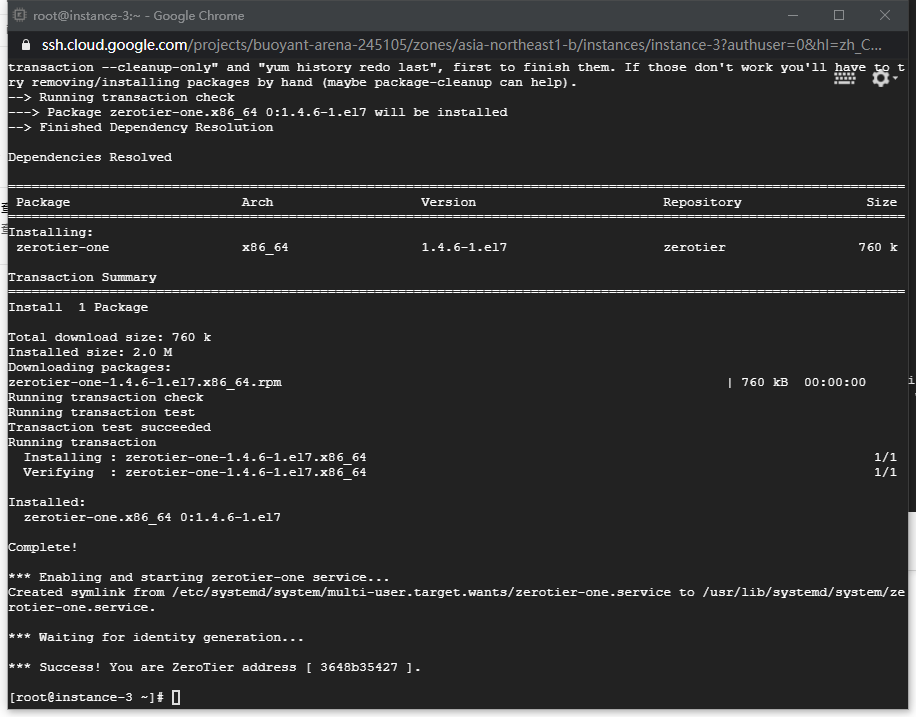 root@instance-3:~ - Google Chrome
ssh.cloud.google.com/projects/buoyant-arena-245105/zones/asia-northeast1-b/instances/instance-3?authuser=0&hl=zh_C...
transaction --cleanup-only" and "yum history redo last", first to finish them. If those don't work you'll have to t
ry removing/installing packages by hand (maybe package-cleanup can help).
--> Running transaction check
---> Package zerotier-one.x86_64 0:1.4.6-1.el7 will be installed
--> Finished Dependency Resolution
Dependencies Resolved
Package Arch Version Repository Size
Installing:
zerotier-one x86_64 1.4.6-1.el7 zerotier 760 k
Transaction Summary
Install  1 Package
Total download size: 760 k
Installed size: 2.0 M
Downloading packages:
zerotier-one-1.4.6-1.el7.x86_64.rpm | 760 kB  00:00:00
Running transaction check
Running transaction test
Transaction test succeeded
Running transaction
Installing : zerotier-one-1.4.6-1.el7.x86_64 1/1
Verifying  : zerotier-one-1.4.6-1.el7.x86_64 1/1
Installed:
zerotier-one.x86_64 0:1.4.6-1.el7
Complete!
*** Enabling and starting zerotier-one service...
Created symlink from /etc/systemd/system/multi-user.target.wants/zerotier-one.service to /usr/lib/systemd/system/ze
rotier-one.service.
*** Waiting for identity generation...
*** Success! You are ZeroTier address [ 3648b35427 ].
[root@instance-3 ~]#